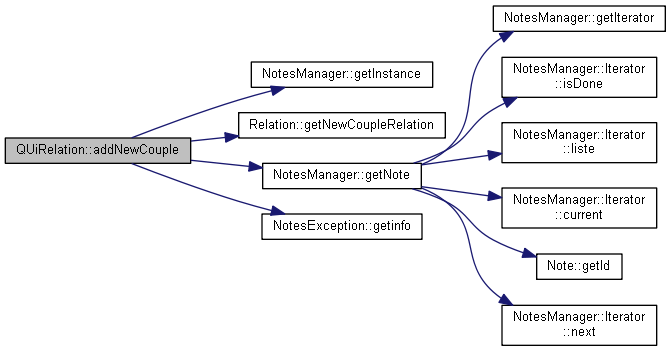 QUiRelation::addNewCouple
NotesManager::getInstance
Relation::getNewCoupleRelation
NotesManager::getNote
NotesException::getinfo
NotesManager::getIterator
NotesManager::Iterator
::isDone
NotesManager::Iterator
::liste
NotesManager::Iterator
::current
Note::getId
NotesManager::Iterator
::next